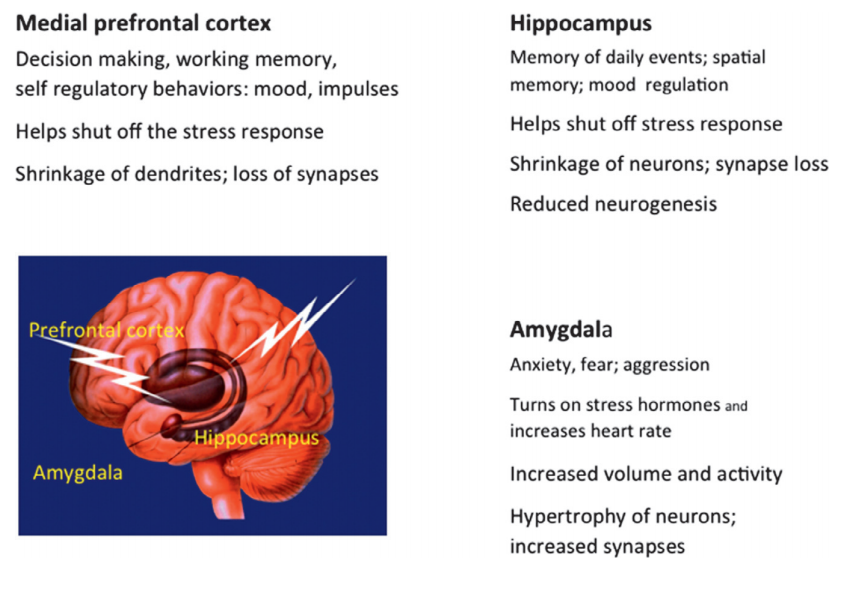 Medial prefrontal cortex
Decision making, working memory,
self regulatory behaviors: mood, impulses
Helps shut off the stress response
Shrinkage of dendrites; loss of synapses
Hippocampus
Memory of daily events; spatial
memory; mood regulation
Helps shut off stress response
Shrinkage of neurons; synapse loss
Reduced neurogenesis
Prefrontal cortex
Hippocampus
Amygdala
Amygdala
Anxiety, fear; aggression
Turns on stress hormones and
increases heart rate
Increased volume and activity
Hypertrophy of neurons;
increased synapses